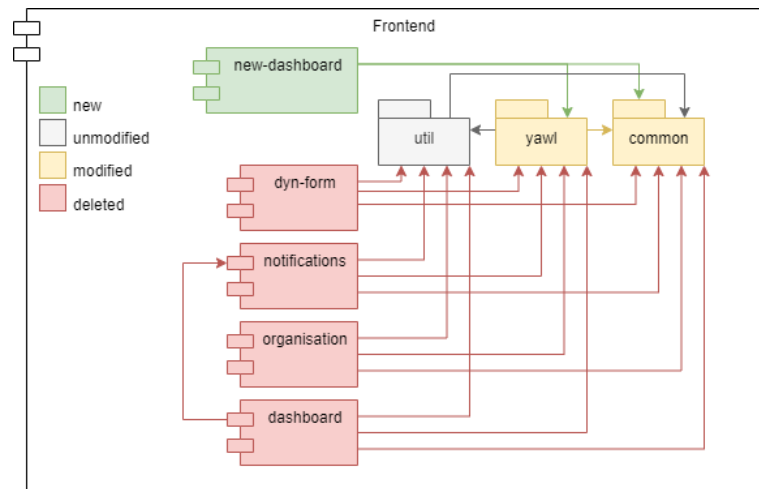 Frontend
new-dashboard
new
unmodified
modified
deleted
util
yawl
common
dyn-form
notifications
organisation
dashboard